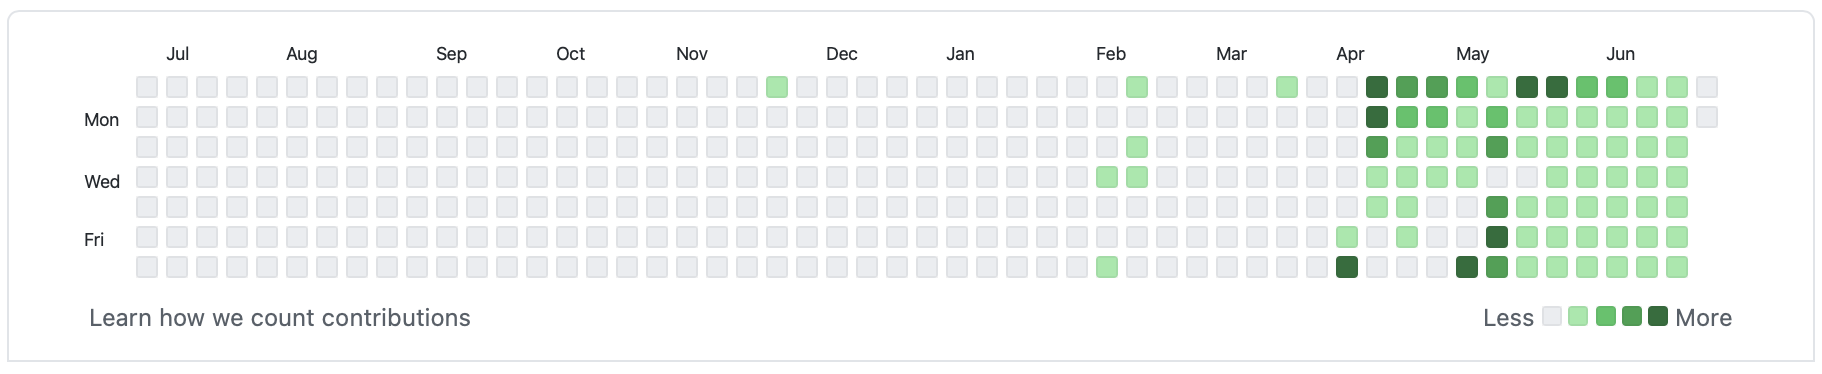 Jul Aug Sep Oct Nov Dec Jan Feb Mar Apr May Jun
Mon
Wed
Fri
Learn how we count contributions
Less More